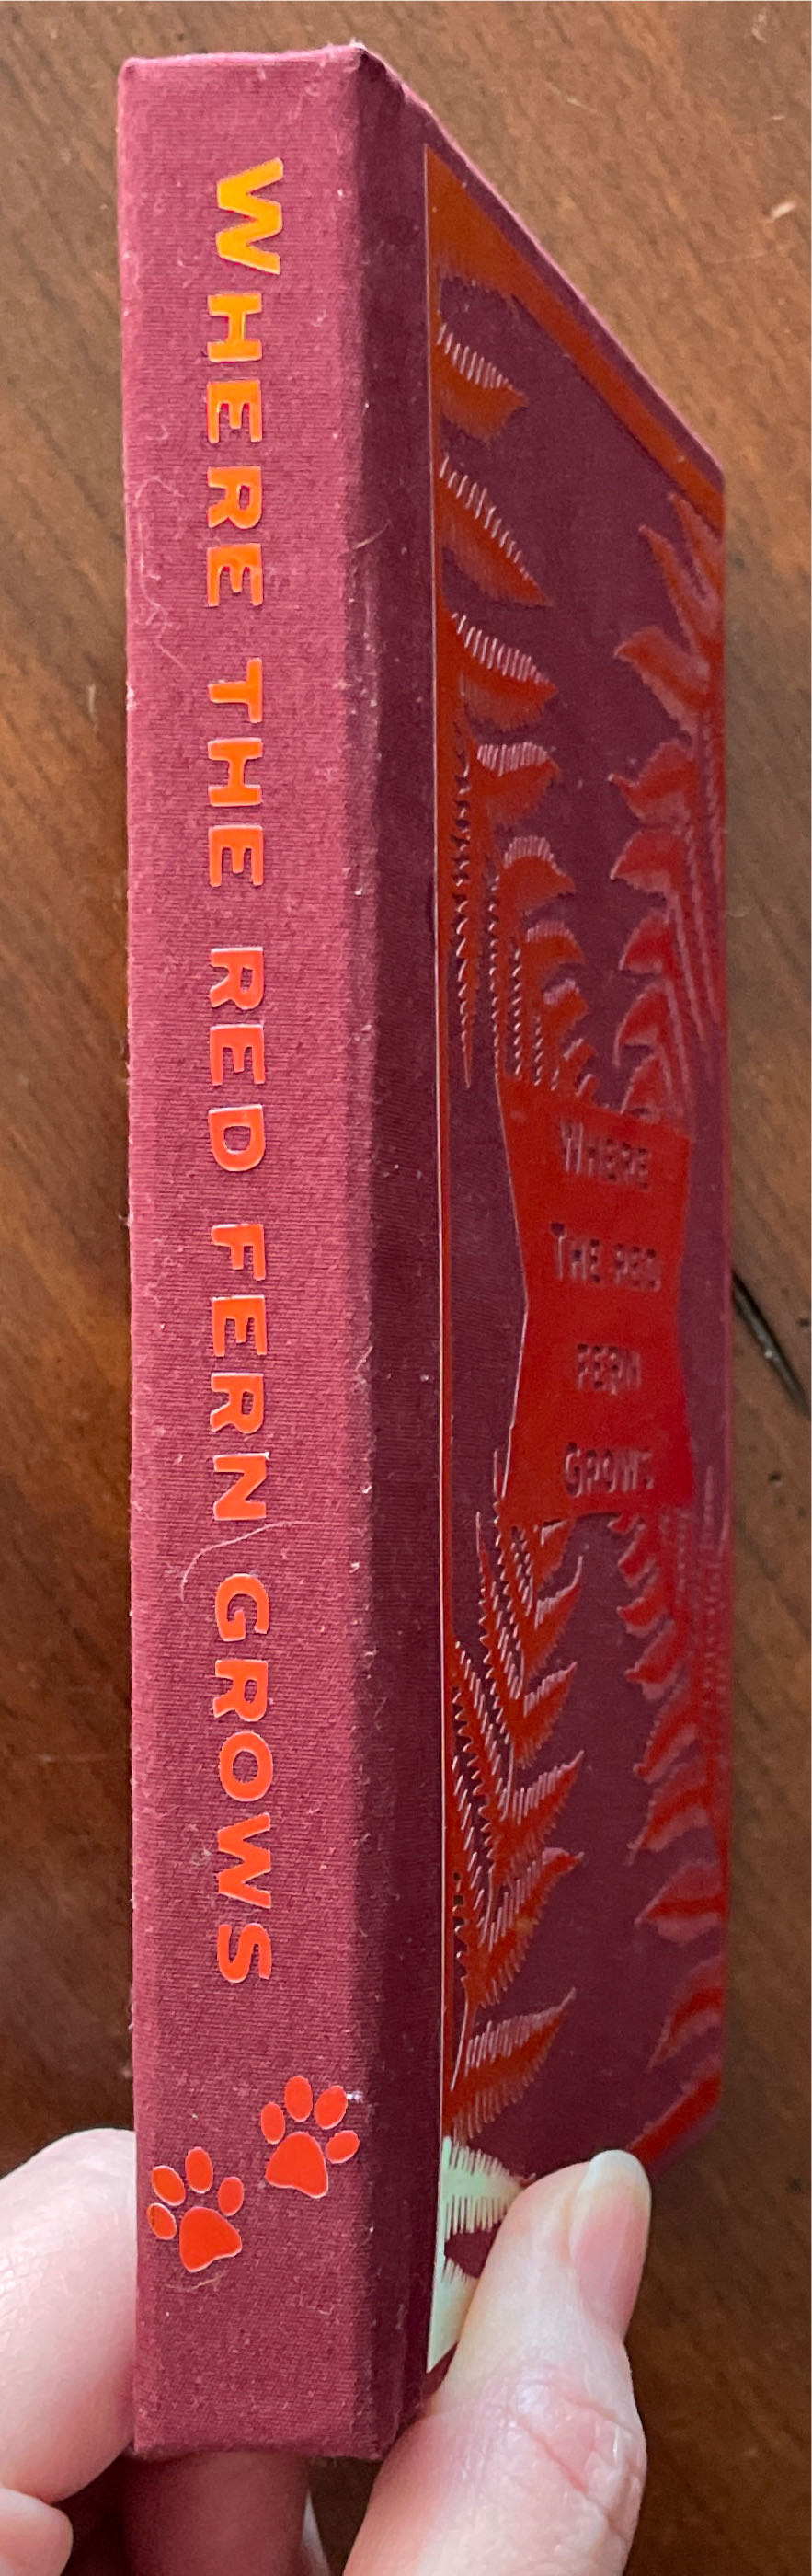 WHERE THE RED FERN GROWS
WHERE
THE RED
FERN
GROWS